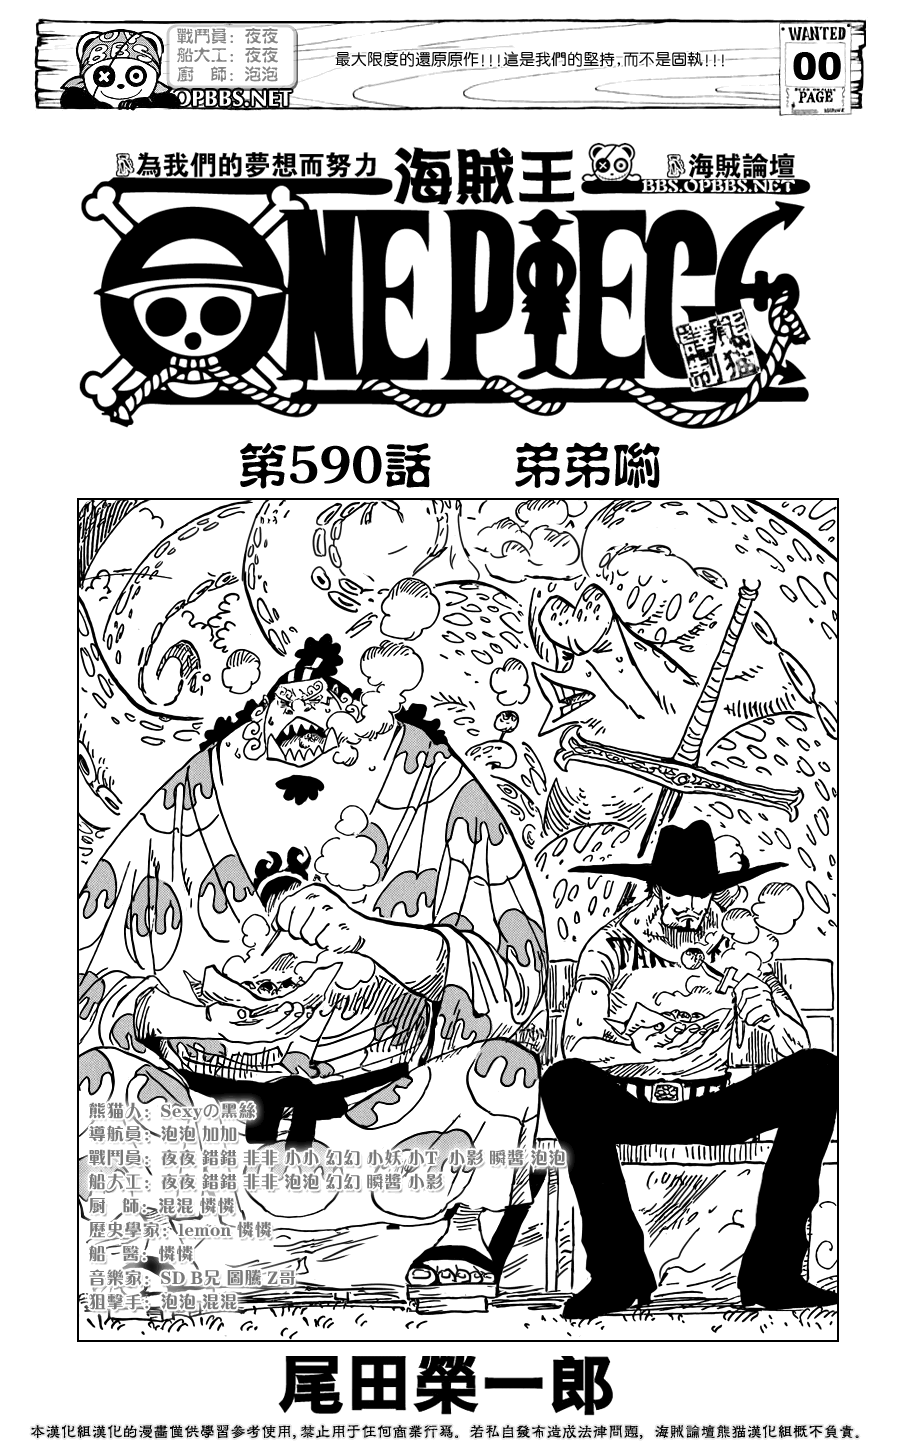 戰鬥員：夜夜
船大工：夜夜
廚　師：泡泡
OPBBS.NET
最大限度的還原原作!!!這是我們的堅持,而不是固執!!!
WANTED
00
PAGE
為我們的夢想而努力
海賊王
海賊論壇
BBS.OPBBS.NET
ONE PIECE
熊猫譯制
第590話　弟弟喲
熊猫人：Sexyの黑絲
導航員：泡泡 加加
戰鬥員：夜夜 錯錯 非非 小小 幻幻 小妖 小T 小影 瞬醬 泡泡
船大工：夜夜 錯錯 非非 泡泡 幻幻 瞬醬 小影
厨　師：混混 憐憐
歷史學家：lemon 憐憐
船　醫：憐憐
音樂家：SD B兄 圖騰 Z哥
狙擊手：泡泡 混混
尾田榮一郎
本漢化組漢化的漫畫僅供學習參考使用,禁止用于任何商業行爲。若私自發布造成法律問題，海賊論壇熊猫漢化組概不負責。